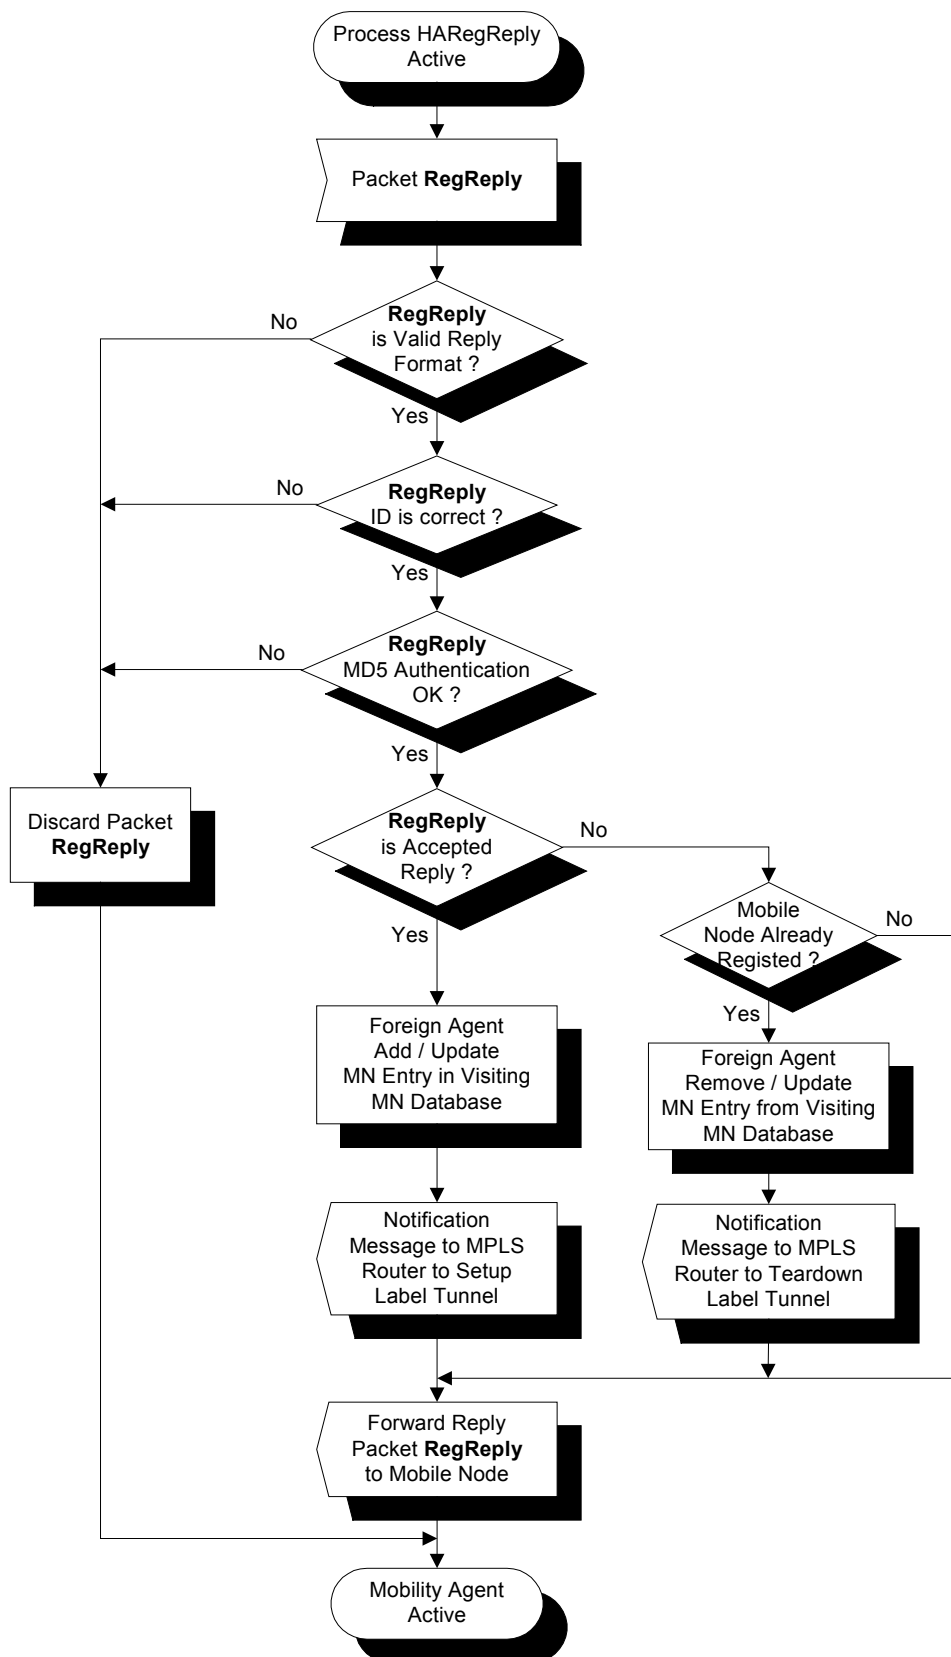 Process HARegReply
Active
Packet RegReply
RegReply
is Valid Reply
Format ?
No
Yes
RegReply
ID is correct ?
No
Yes
RegReply
MD5 Authentication
OK ?
No
Yes
Discard Packet
RegReply
RegReply
is Accepted
Reply ?
No
Yes
Mobile
Node Already
Registed ?
No
Yes
Foreign Agent
Add / Update
MN Entry in Visiting
MN Database
Foreign Agent
Remove / Update
MN Entry from Visiting
MN Database
Notification
Message to MPLS
Router to Setup
Label Tunnel
Notification
Message to MPLS
Router to Teardown
Label Tunnel
Forward Reply
Packet RegReply
to Mobile Node
Mobility Agent
Active